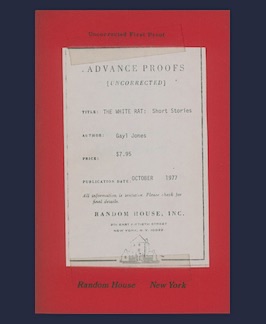 Uncorrected First Proof
ADVANCE PROOFS
[UNCORRECTED]
TITLE: THE WHITE RAT: Short Stories
AUTHOR: Gayl Jones
PRICE: $7.95
PUBLICATION DATE: OCTOBER 1977
All information is tentative. Please check for
final details.
RANDOM HOUSE, INC.
NEW YORK, N. Y.
Random House New York